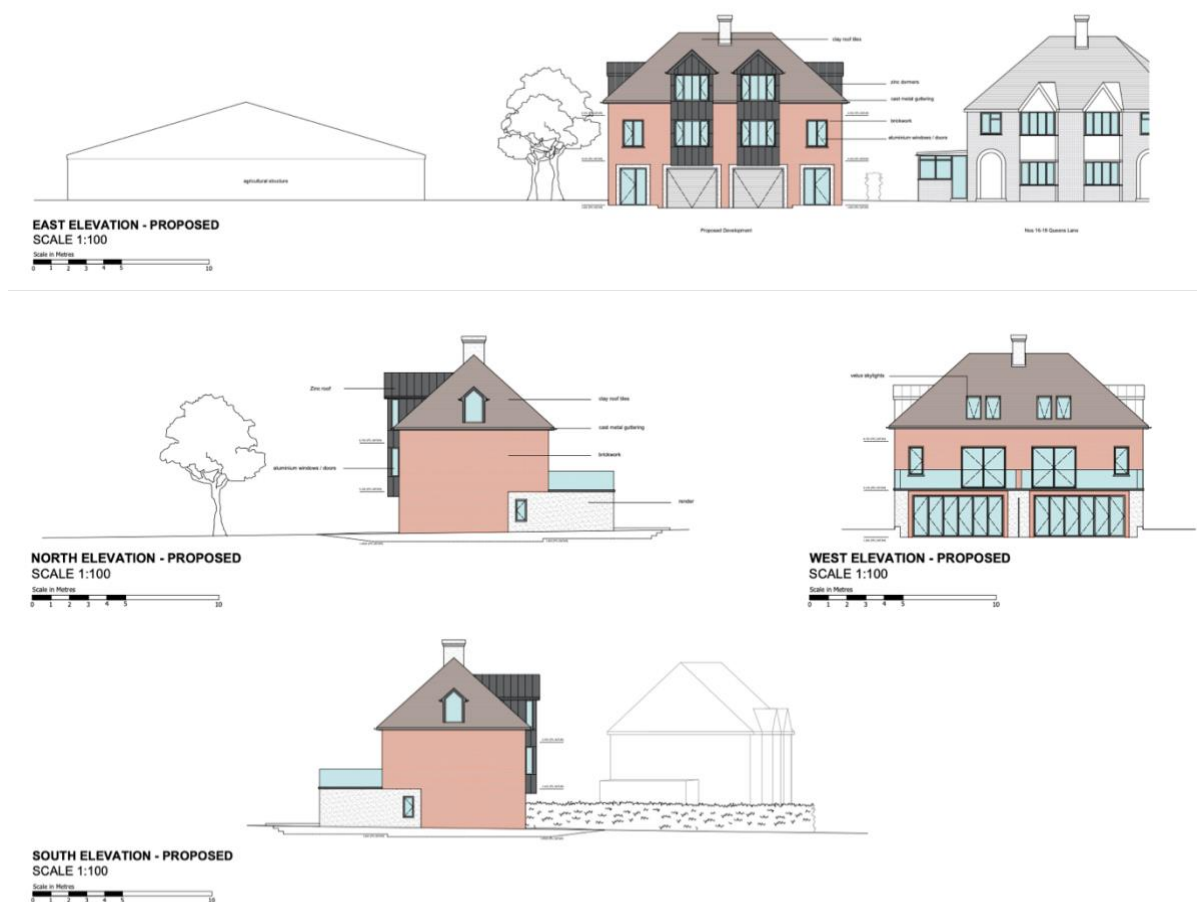 clay roof tiles
zinc dormers
cast metal guttering
brickwork
aluminium windows / doors
agricultural structure
Proposed Development
Nos 16-19 Queens Lane
EAST ELEVATION - PROPOSED
SCALE 1:100
Scale in Metres
0 1 2 3 4 5 10
Zinc roof
clay roof tiles
cast metal guttering
brickwork
aluminium windows / doors
render
NORTH ELEVATION - PROPOSED
SCALE 1:100
Scale in Metres
0 1 2 3 4 5 10
velux skylights
WEST ELEVATION - PROPOSED
SCALE 1:100
Scale in Metres
0 1 2 3 4 5 10
SOUTH ELEVATION - PROPOSED
SCALE 1:100
Scale in Metres
0 1 2 3 4 5 10